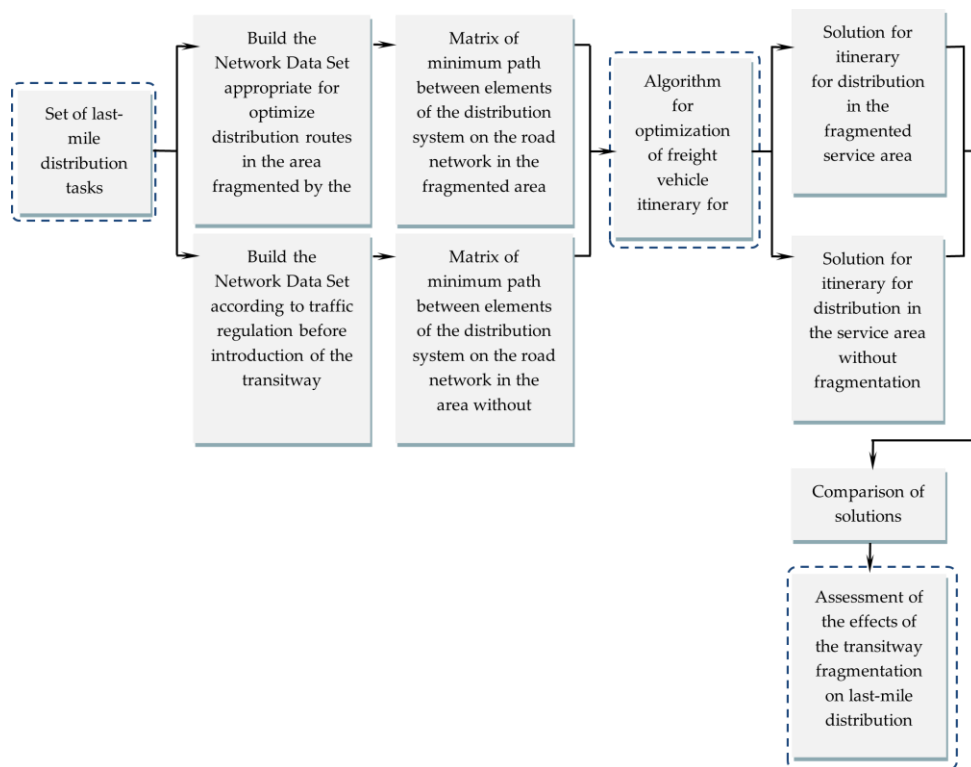 Set of last-
mile
distribution
tasks
Build the
Network Data Set
appropriate for
optimize
distribution routes
in the area
fragmented by the
Matrix of
minimum path
between elements
of the distribution
system on the road
network in the
fragmented area
Build the
Network Data Set
according to traffic
regulation before
introduction of the
transitway
Matrix of
minimum path
between elements
of the distribution
system on the road
network in the
area without
Algorithm
for
optimization
of freight
vehicle
itinerary for
Solution for
itinerary
for distribution
in the
fragmented
service area
Solution for
itinerary for
distribution in
the service area
without
fragmentation
Comparison of
solutions
Assessment of
the effects of
the transitway
fragmentation
on last-mile
distribution